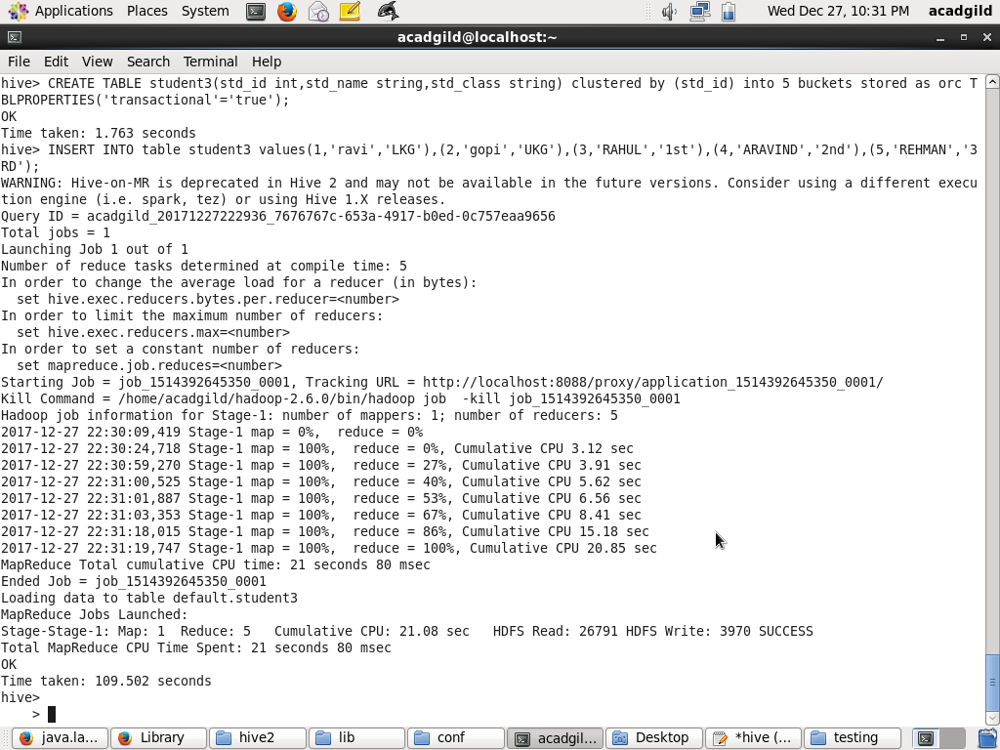 Applications Places System Wed Dec 27, 10:31 PM acadgild
acadgild@localhost:~
File Edit View Search Terminal Help
hive> CREATE TABLE student3(std_id int,std_name string,std_class string) clustered by (std_id) into 5 buckets stored as orc T
BLPROPERTIES('transactional'='true');
OK
Time taken: 1.763 seconds
hive> INSERT INTO table student3 values(1,'ravi','LKG'),(2,'gopi','UKG'),(3,'RAHUL','1st'),(4,'ARAVIND','2nd'),(5,'REHMAN','3
RD');
WARNING: Hive-on-MR is deprecated in Hive 2 and may not be available in the future versions. Consider using a different execu
tion engine (i.e. spark, tez) or using Hive 1.X releases.
Query ID = acadgild_20171227222936_7676767c-653a-4917-b0ed-0c757eaa9656
Total jobs = 1
Launching Job 1 out of 1
Number of reduce tasks determined at compile time: 5
In order to change the average load for a reducer (in bytes):
  set hive.exec.reducers.bytes.per.reducer=<number>
In order to limit the maximum number of reducers:
  set hive.exec.reducers.max=<number>
In order to set a constant number of reducers:
  set mapreduce.job.reduces=<number>
Starting Job = job_1514392645350_0001, Tracking URL = http://localhost:8088/proxy/application_1514392645350_0001/
Kill Command = /home/acadgild/hadoop-2.6.0/bin/hadoop job  -kill job_1514392645350_0001
Hadoop job information for Stage-1: number of mappers: 1; number of reducers: 5
2017-12-27 22:30:09,419 Stage-1 map = 0%,  reduce = 0%
2017-12-27 22:30:24,718 Stage-1 map = 100%,  reduce = 0%, Cumulative CPU 3.12 sec
2017-12-27 22:30:59,270 Stage-1 map = 100%,  reduce = 27%, Cumulative CPU 3.91 sec
2017-12-27 22:31:00,525 Stage-1 map = 100%,  reduce = 40%, Cumulative CPU 5.62 sec
2017-12-27 22:31:01,887 Stage-1 map = 100%,  reduce = 53%, Cumulative CPU 6.56 sec
2017-12-27 22:31:03,353 Stage-1 map = 100%,  reduce = 67%, Cumulative CPU 8.41 sec
2017-12-27 22:31:18,015 Stage-1 map = 100%,  reduce = 86%, Cumulative CPU 15.18 sec
2017-12-27 22:31:19,747 Stage-1 map = 100%,  reduce = 100%, Cumulative CPU 20.85 sec
MapReduce Total cumulative CPU time: 21 seconds 80 msec
Ended Job = job_1514392645350_0001
Loading data to table default.student3
MapReduce Jobs Launched:
Stage-Stage-1: Map: 1  Reduce: 5   Cumulative CPU: 21.08 sec   HDFS Read: 26791 HDFS Write: 3970 SUCCESS
Total MapReduce CPU Time Spent: 21 seconds 80 msec
OK
Time taken: 109.502 seconds
hive>
    >
java.la... Library hive2 lib conf acadgil... Desktop *hive (... testing